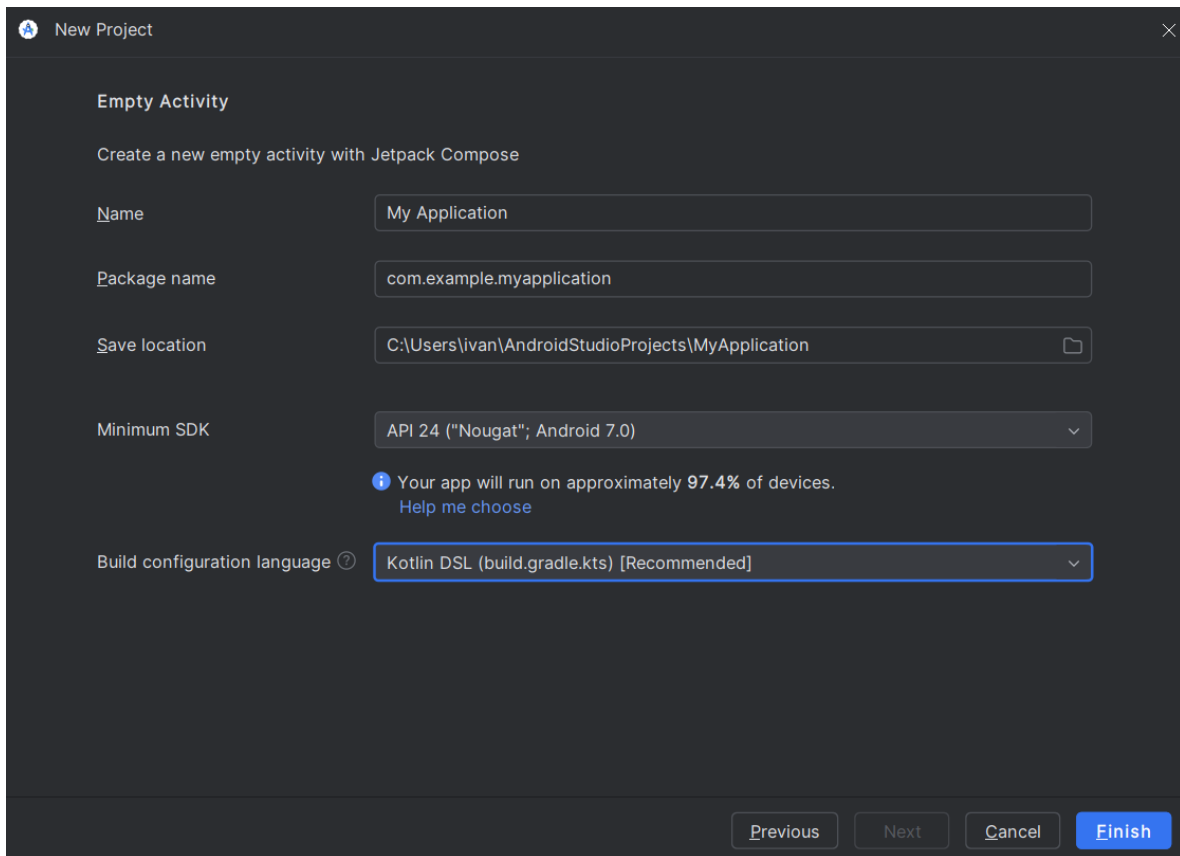 New Project
Empty Activity
Create a new empty activity with Jetpack Compose
Name
My Application
Package name
com.example.myapplication
Save location
C:\Users\ivan\AndroidStudioProjects\MyApplication
Minimum SDK
API 24 ("Nougat"; Android 7.0)
Your app will run on approximately 97.4% of devices.
Help me choose
Build configuration language
Kotlin DSL (build.gradle.kts) [Recommended]
Previous
Next
Cancel
Finish